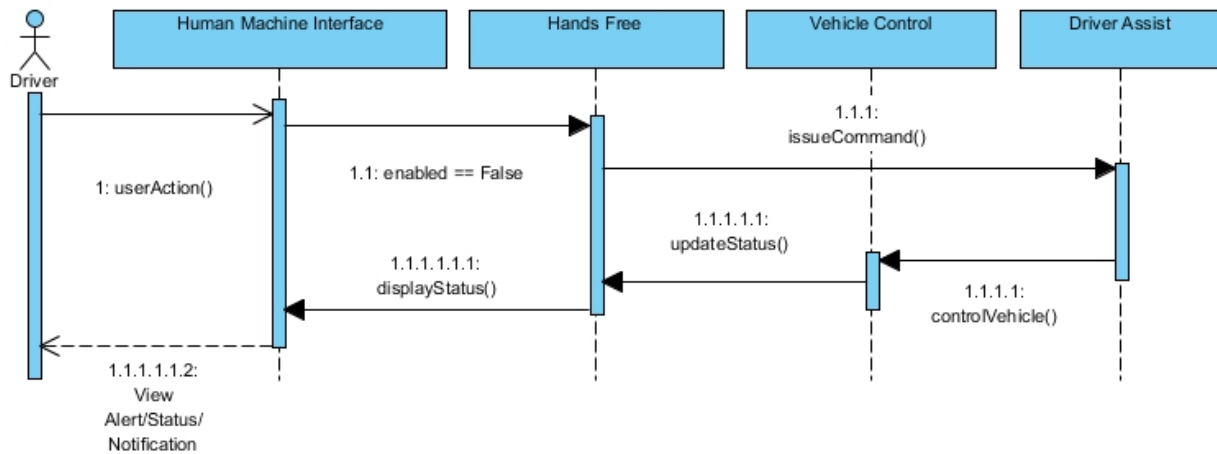 Human Machine Interface
Hands Free
Vehicle Control
Driver Assist
Driver
1: userAction()
1.1: enabled == False
1.1.1:
issueCommand()
1.1.1.1:
controlVehicle()
1.1.1.1.1:
updateStatus()
1.1.1.1.1.1:
displayStatus()
1.1.1.1.1.2:
View
Alert/Status/
Notification